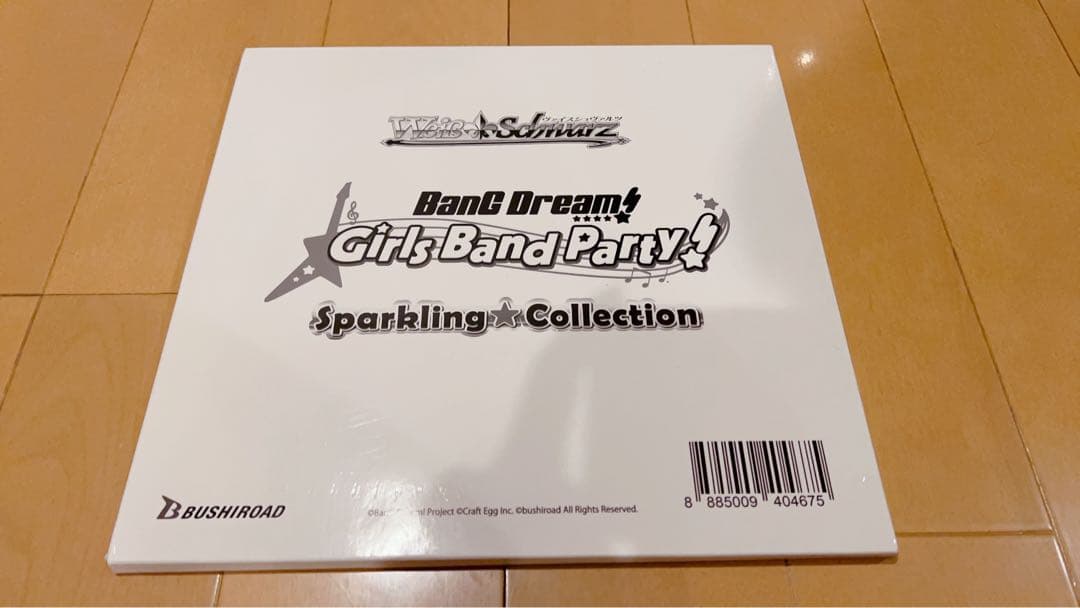 ヴァイスシュヴァルツ
Weiß Schwarz
BanG Dream!
Girls Band Party!
Sparkling★Collection
BUSHIROAD
Project ©Craft Egg Inc. ©bushiroad All Rights Reserved.
8 885009 404675